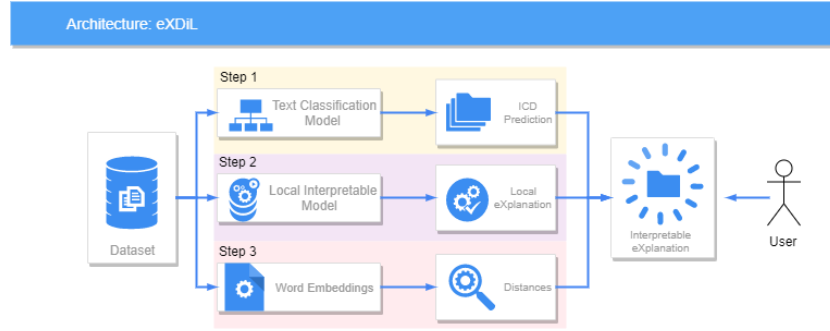 Architecture: eXDiL
Step 1
Text Classification
Model
ICD
Prediction
Step 2
Local Interpretable
Model
Local
eXplanation
Step 3
Word Embeddings
Distances
Dataset
Interpretable
eXplanation
User